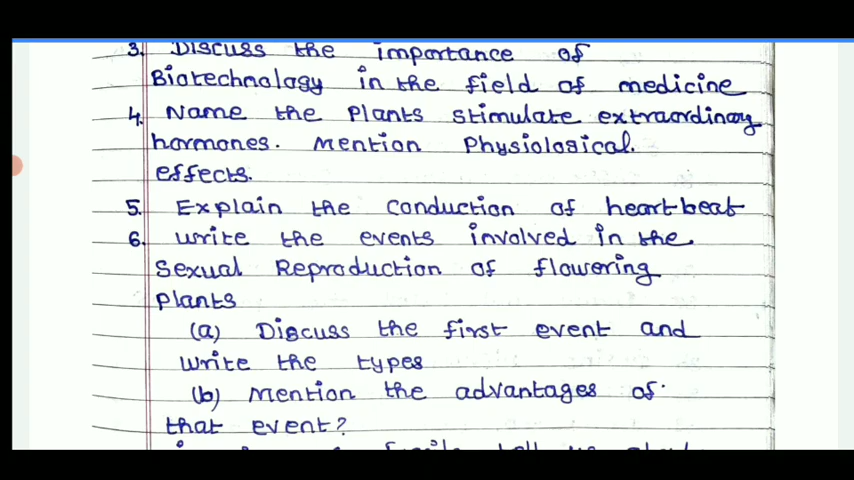 3. Discuss the importance of
Biotechnology in the field of medicine
4. Name the Plants stimulate extraordinary
hormones. Mention Physiological.
effects.
5. Explain the conduction of heartbeat
6. Write the events involved in the
Sexual Reproduction of flowering
plants
(a) Discuss the first event and
write the types
(b) Mention the advantages of
that event?